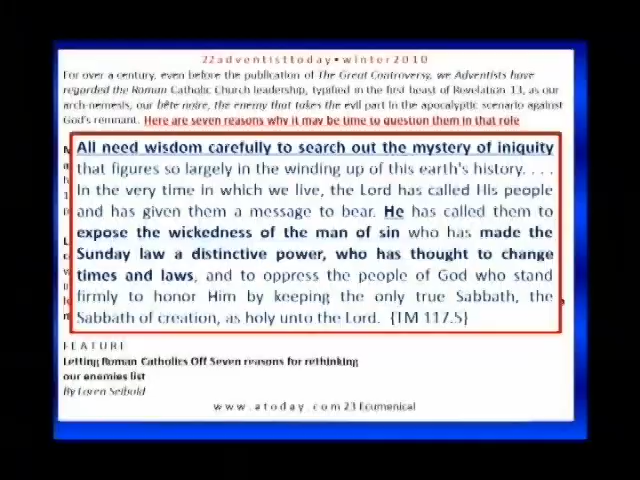 22adventisttoday•winter2010
For over a century, even before the publication of The Great Controversy, we Adventists have
regarded the Roman Catholic Church leadership, typified in the first beast of Revelation 13, as our
arch-nemesis, our bête noire, the enemy that takes the evil part in the apocalyptic scenario against
God's remnant. Here are seven reasons why it may be time to question them in that role
All need wisdom carefully to search out the mystery of iniquity
that figures so largely in the winding up of this earth's history. . . .
In the very time in which we live, the Lord has called His people
and has given them a message to bear. He has called them to
expose the wickedness of the man of sin who has made the
Sunday law a distinctive power, who has thought to change
times and laws, and to oppress the people of God who stand
firmly to honor Him by keeping the only true Sabbath, the
Sabbath of creation, as holy unto the Lord. {TM 117.5}
FEATURE
Letting Roman Catholics Off Seven reasons for rethinking
our enemies list
By Loren Seibold
www.atoday.com23 Ecumenical